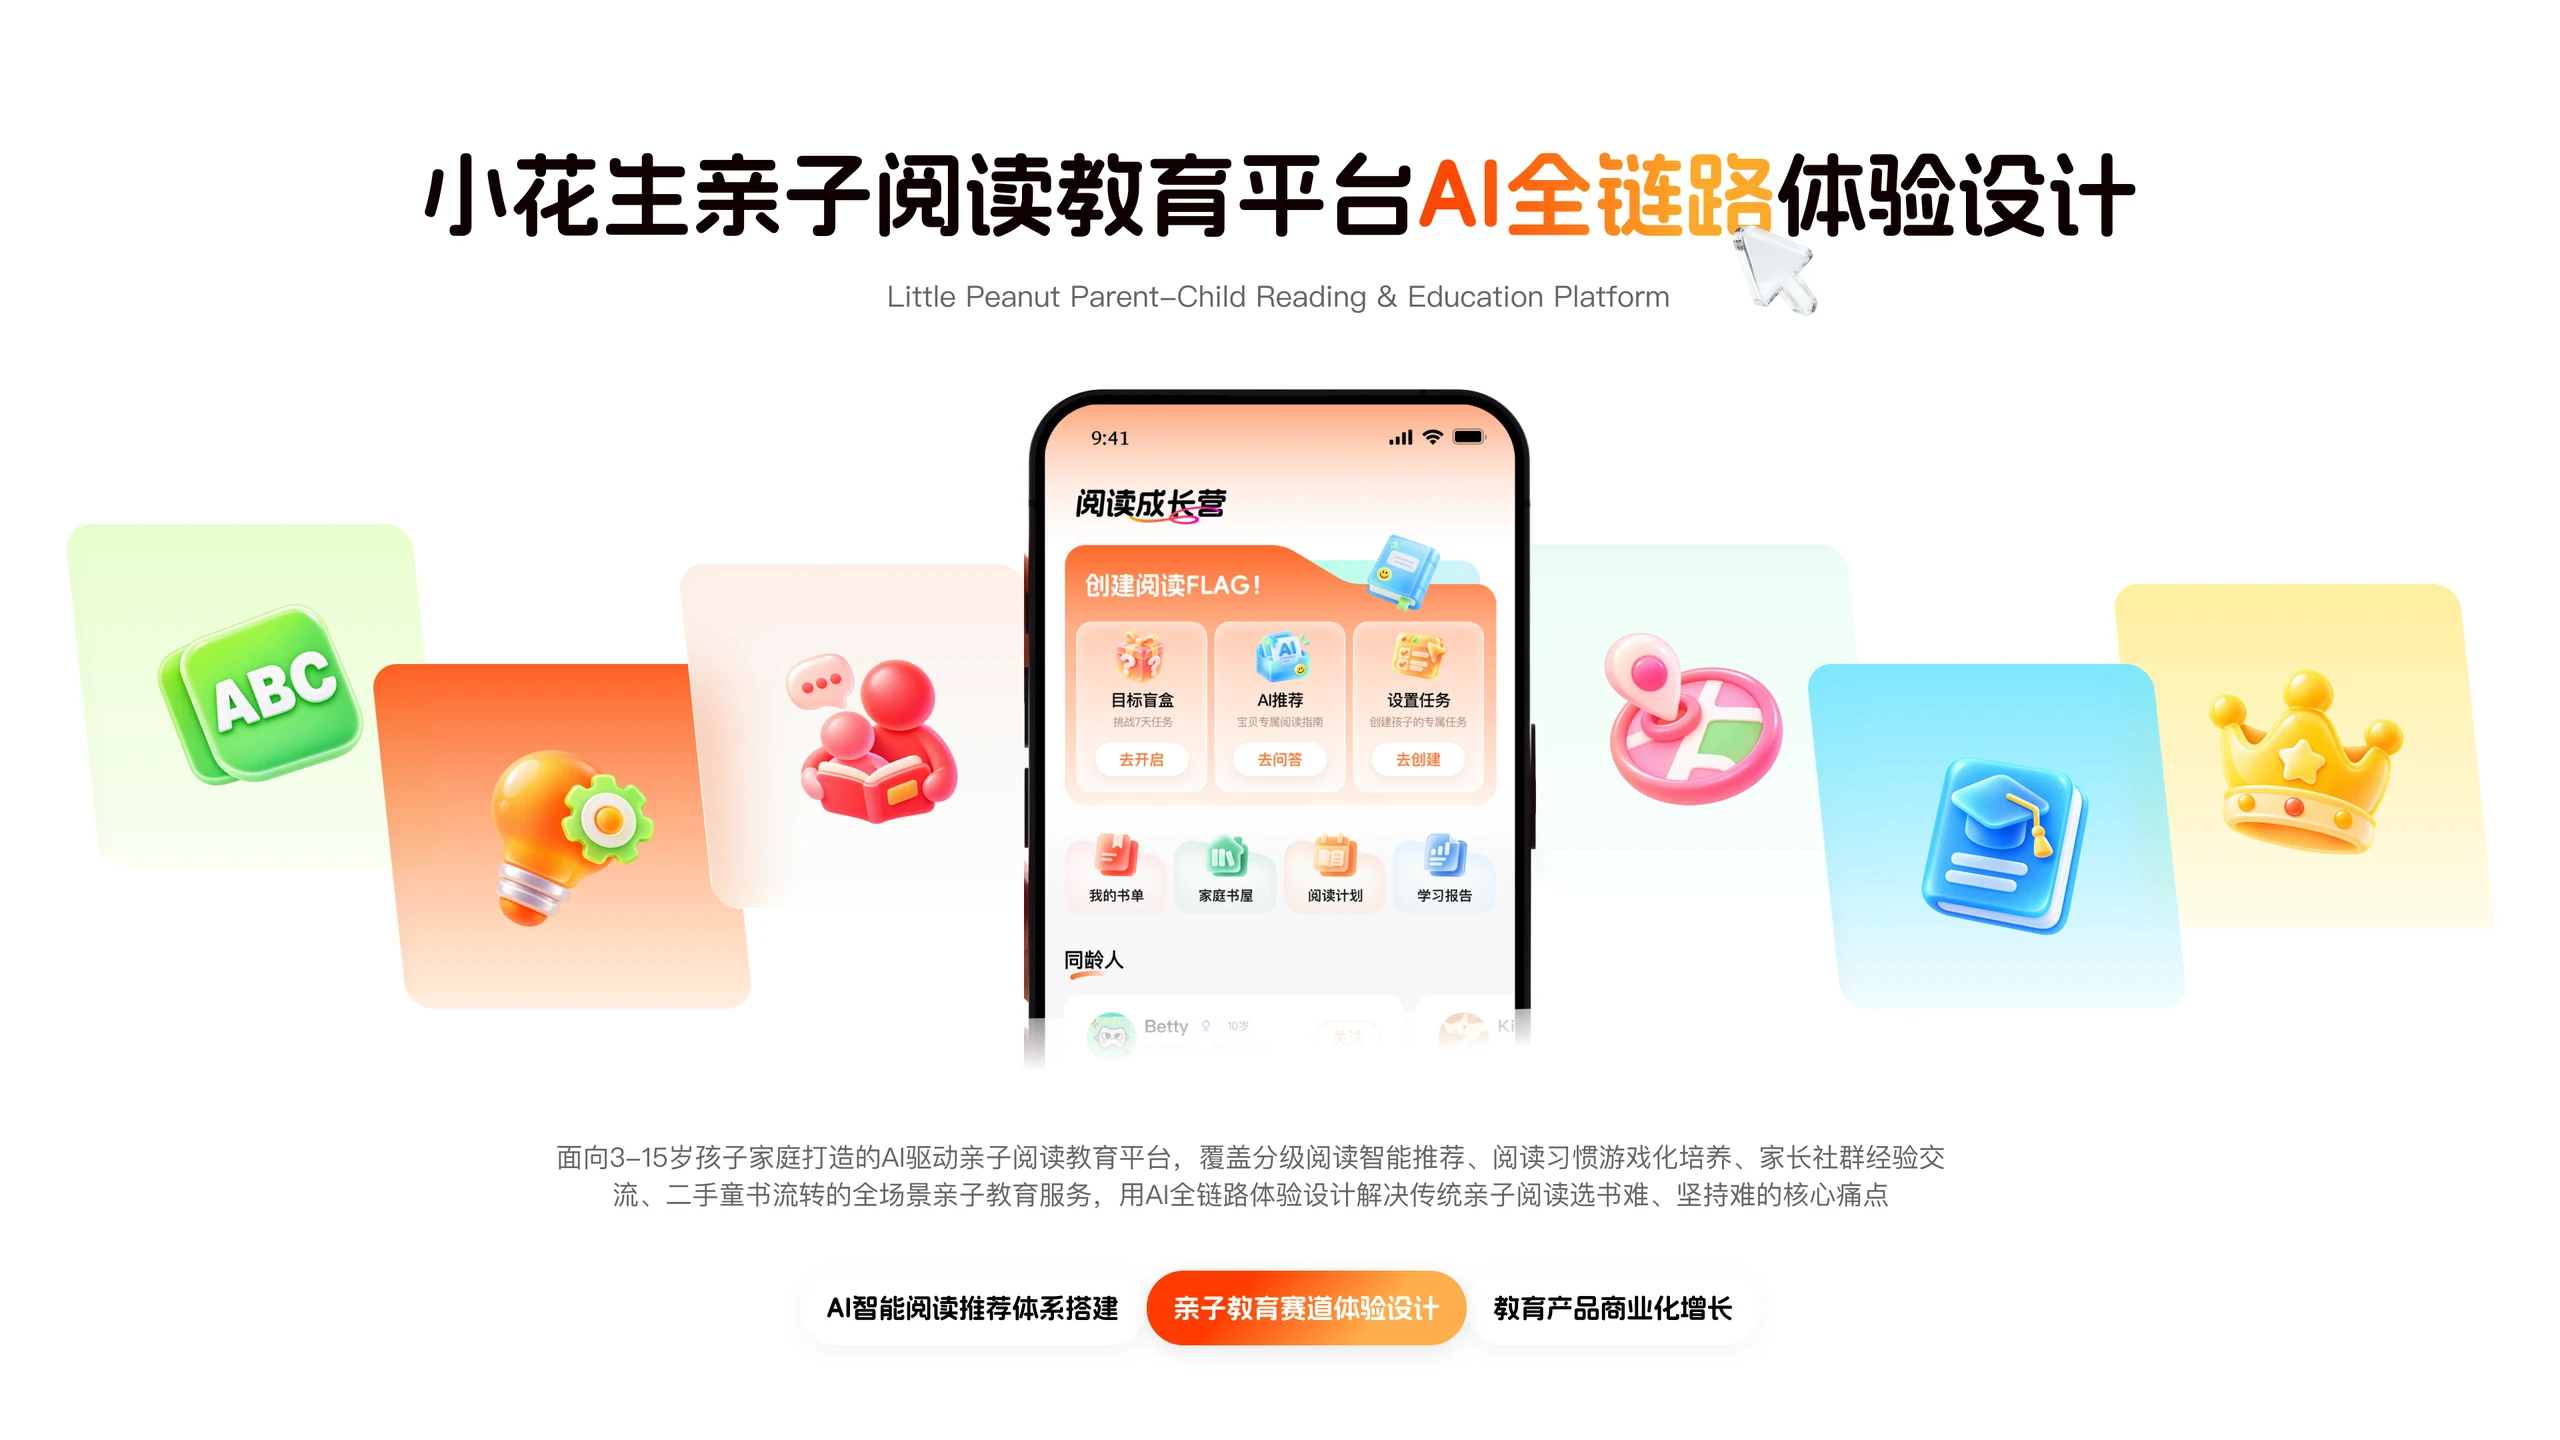 小花生亲子阅读教育平台AI全链路体验设计
Little Peanut Parent–Child Reading & Education Platform
9:41
阅读成长营
创建阅读FLAG!
目标盲盒
挑战7天任务
去开启
AI推荐
宝贝专属阅读指南
去问答
设置任务
创建孩子的专属任务
去创建
我的书单
家庭书屋
阅读计划
学习报告
同龄人
Betty 10岁
关注
Ki
ABC
面向3–15岁孩子家庭打造的AI驱动亲子阅读教育平台，覆盖分级阅读智能推荐、阅读习惯游戏化培养、家长社群经验交
流、二手童书流转的全场景亲子教育服务，用AI全链路体验设计解决传统亲子阅读选书难、坚持难的核心痛点
AI智能阅读推荐体系搭建
亲子教育赛道体验设计
教育产品商业化增长